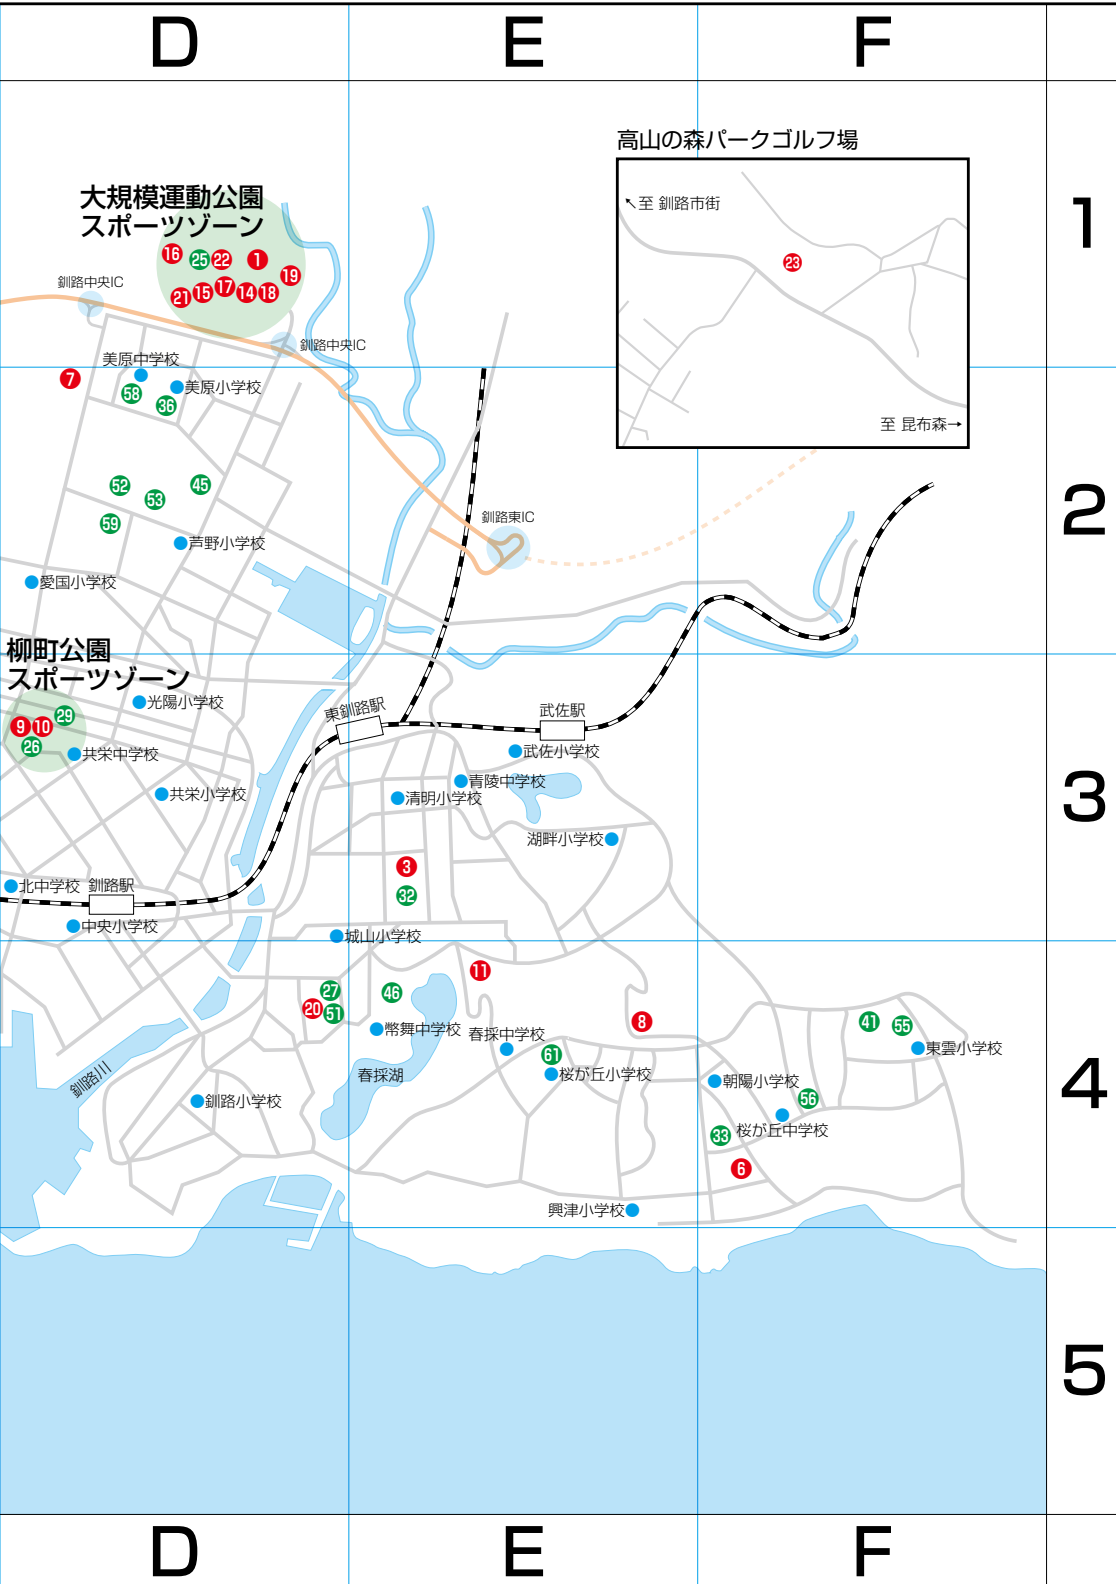 D
E
F
高山の森パークゴルフ場
↖至 釧路市街
23
至 昆布森→
1
大規模運動公園
スポーツゾーン
16
25
22
1
19
21
15
17
14
18
釧路中央IC
釧路中央IC
美原中学校
7
美原小学校
58
36
2
52
53
45
59
釧路東IC
芦野小学校
愛国小学校
柳町公園
スポーツゾーン
光陽小学校
29
9
10
26
共栄中学校
東釧路駅
武佐駅
武佐小学校
青陵中学校
清明小学校
共栄小学校
3
湖畔小学校
3
32
北中学校
釧路駅
中央小学校
城山小学校
11
27
20
51
46
8
幣舞中学校
春採中学校
41
55
東雲小学校
61
桜が丘小学校
春採湖
釧路川
釧路小学校
朝陽小学校
4
56
33
桜が丘中学校
6
興津小学校
5
D
E
F